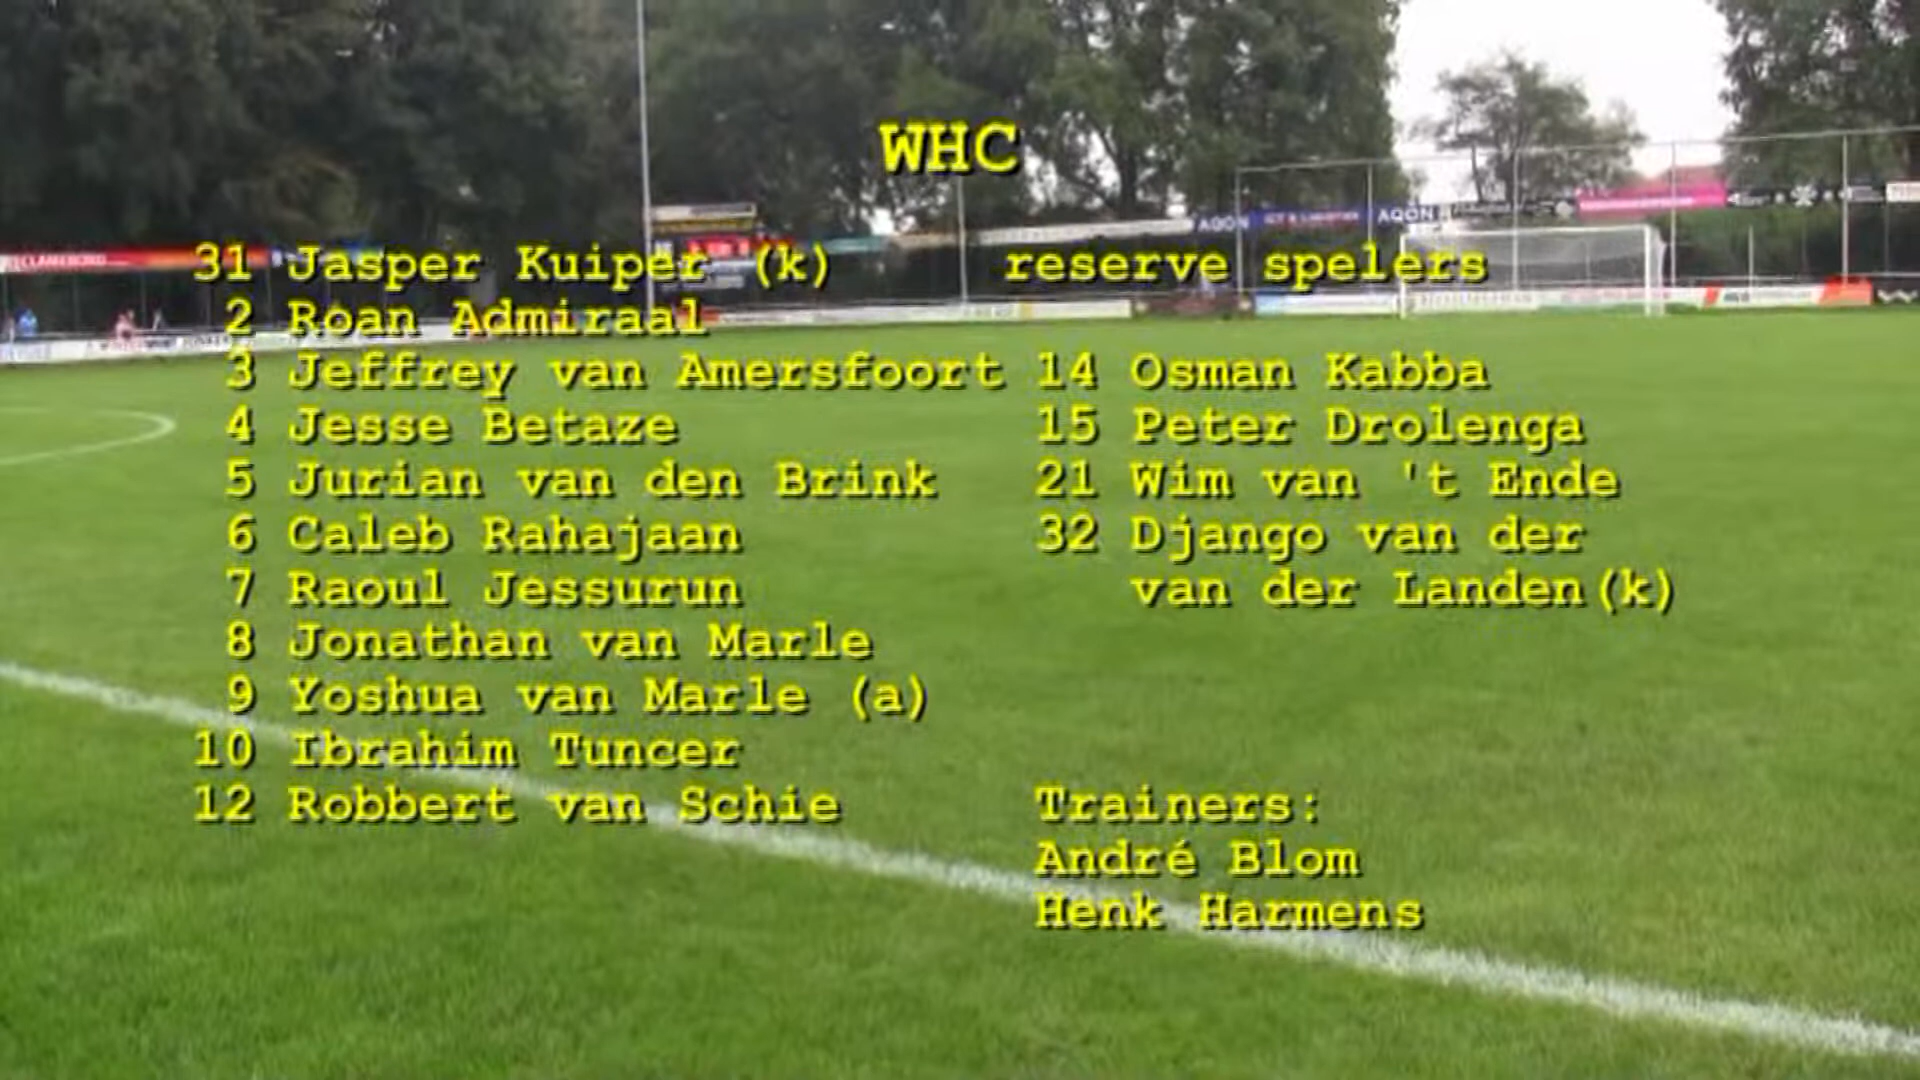 WHC
31 Jasper Kuiper (k)
2 Roan Admiraal
3 Jeffrey van Amersfoort
4 Jesse Betaze
5 Jurian van den Brink
6 Caleb Rahajaan
7 Raoul Jessurun
8 Jonathan van Marle
9 Yoshua van Marle (a)
10 Ibrahim Tuncer
12 Robbert van Schie
reserve spelers
14 Osman Kabba
15 Peter Drolenga
21 Wim van 't Ende
32 Django van der
van der Landen(k)
Trainers:
André Blom
Henk Harmens
AQON
AQON